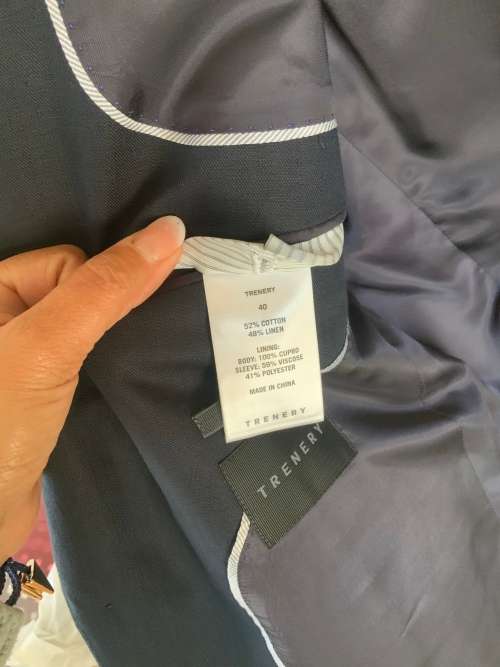 TRENERY
40
52% COTTON
48% LINEN
LINING:
BODY: 100% CUPRO
SLEEVE: 59% VISCOSE
41% POLYESTER
MADE IN CHINA
TRENERY
TRENERY